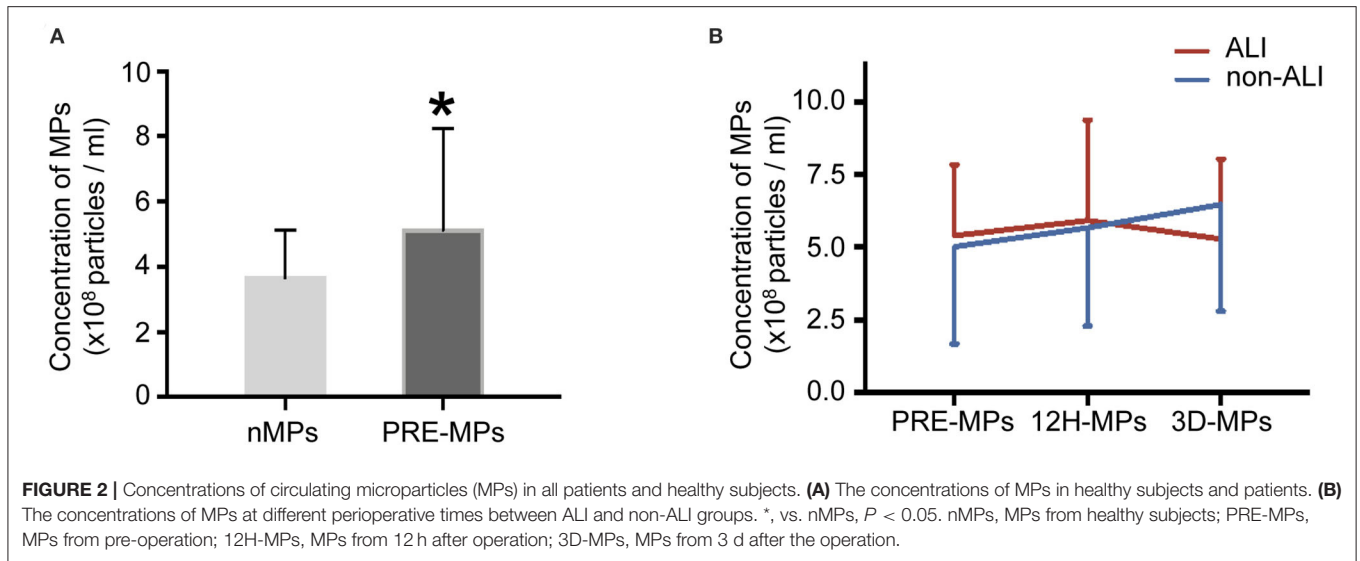 A
Concentration of MPs
(x10⁸ particles / ml)
10
8
6
4
2
0
*
nMPs
PRE-MPs
B
ALI
non-ALI
Concentration of MPs
(x10⁸ particles / ml)
10.0
7.5
5.0
2.5
0.0
PRE-MPs
12H-MPs
3D-MPs
FIGURE 2 | Concentrations of circulating microparticles (MPs) in all patients and healthy subjects. (A) The concentrations of MPs in healthy subjects and patients. (B)
The concentrations of MPs at different perioperative times between ALI and non-ALI groups. *, vs. nMPs, P < 0.05. nMPs, MPs from healthy subjects; PRE-MPs,
MPs from pre-operation; 12H-MPs, MPs from 12 h after operation; 3D-MPs, MPs from 3 d after the operation.